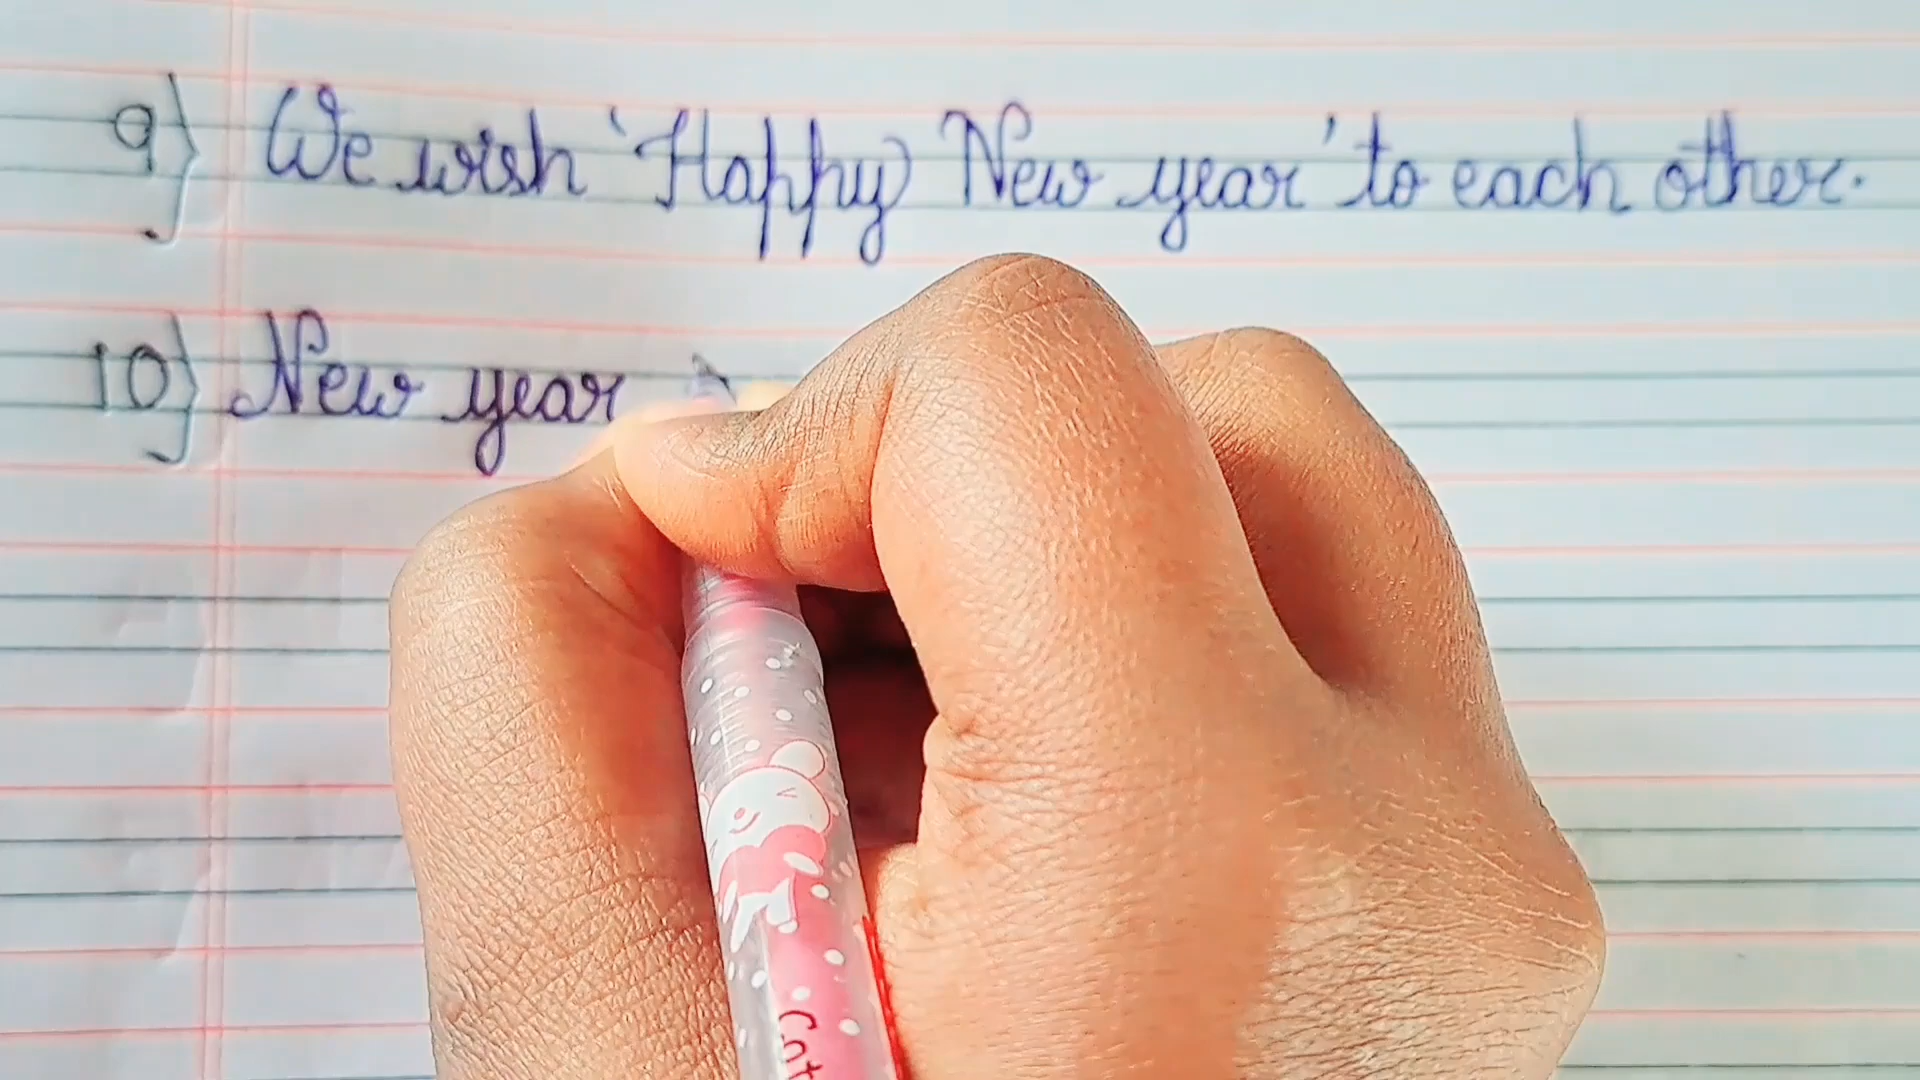 9) We wish 'Happy New year' to each other.
10) New year